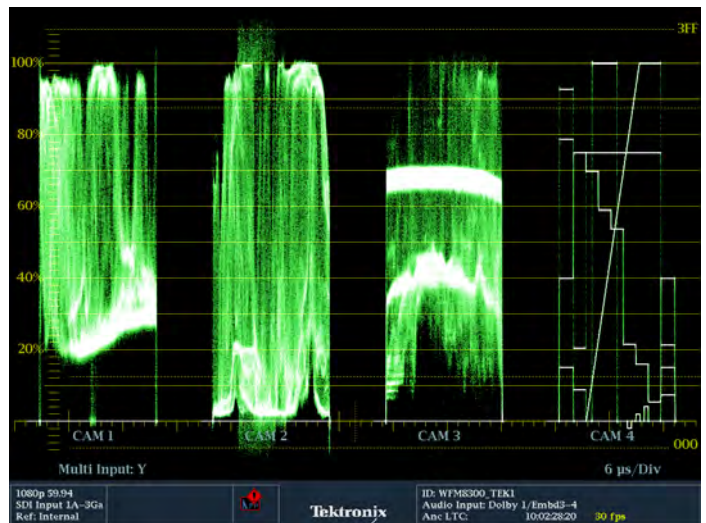 3FF
100%
80%
60%
40%
20%
000
CAM 1 CAM 2 CAM 3 CAM 4
Multi Input: Y 6 µs/Div
1080p 59.94
SDI Input 1A–3Ga
Ref: Internal
Tektronix
ID: WFM8300_TEK1
Audio Input: Dolby 1/Embd3–4
Anc LTC: 10:02:28:20 30 fps